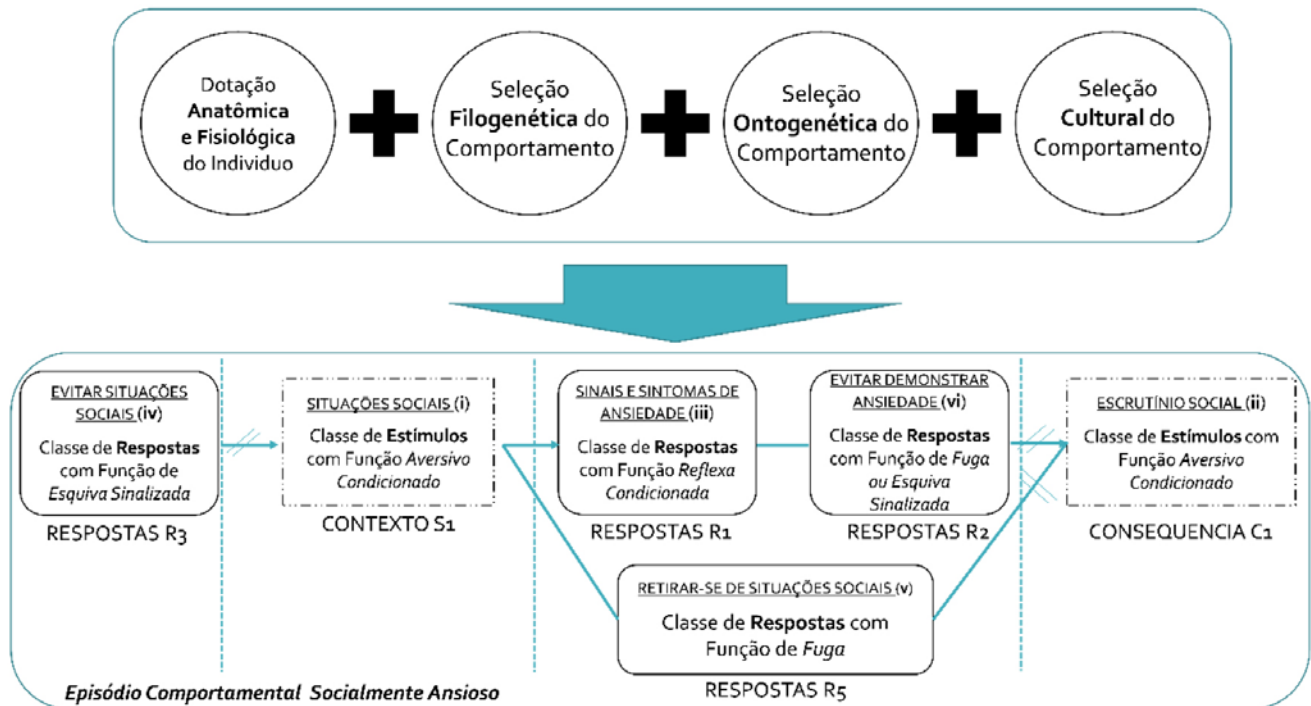 Dotação
Anatômica
e Fisiológica
do Individuo
Seleção
Filogenética do
Comportamento
Seleção
Ontogenética do
Comportamento
Seleção
Cultural do
Comportamento
EVITAR SITUAÇÕES
SOCIAIS (iv)
Classe de Respostas
com Função de
Esquiva Sinalizada
RESPOSTAS R3
SITUAÇÕES SOCIAIS (i)
Classe de Estímulos
com Função Aversivo
Condicionado
CONTEXTO S1
SINAIS E SINTOMAS DE
ANSIEDADE (iii)
Classe de Respostas
com Função Reflexa
Condicionada
RESPOSTAS R1
EVITAR DEMONSTRAR
ANSIEDADE (vi)
Classe de Respostas
com Função de Fuga
ou Esquiva
Sinalizada
RESPOSTAS R2
ESCRUTÍNIO SOCIAL (ii)
Classe de Estímulos com
Função Aversivo
Condicionado
CONSEQUENCIA C1
RETIRAR-SE DE SITUAÇÕES SOCIAIS (v)
Classe de Respostas com
Função de Fuga
RESPOSTAS R5
Episódio Comportamental Socialmente Ansioso